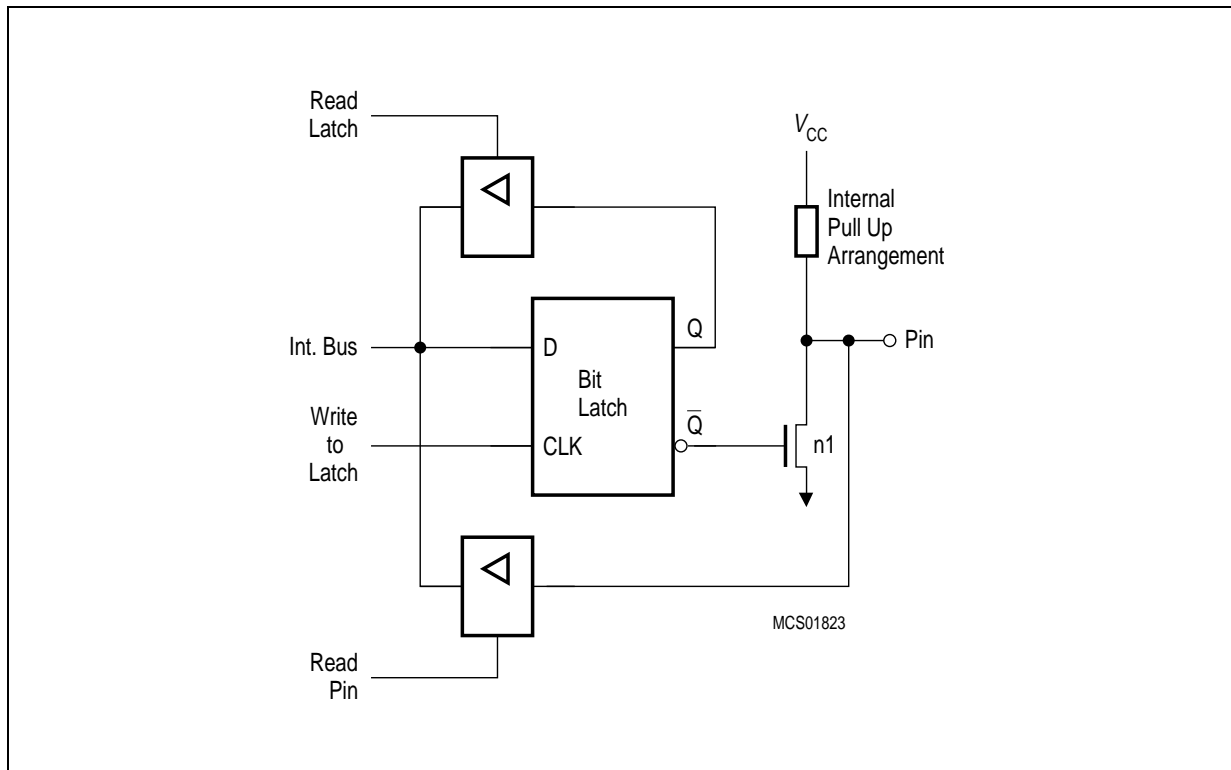 Read
Latch
V_CC
Internal
Pull Up
Arrangement
Q
Int. Bus
D
Pin
Bit
Latch
Q̅
Write
to
Latch
CLK
n1
MCS01823
Read
Pin